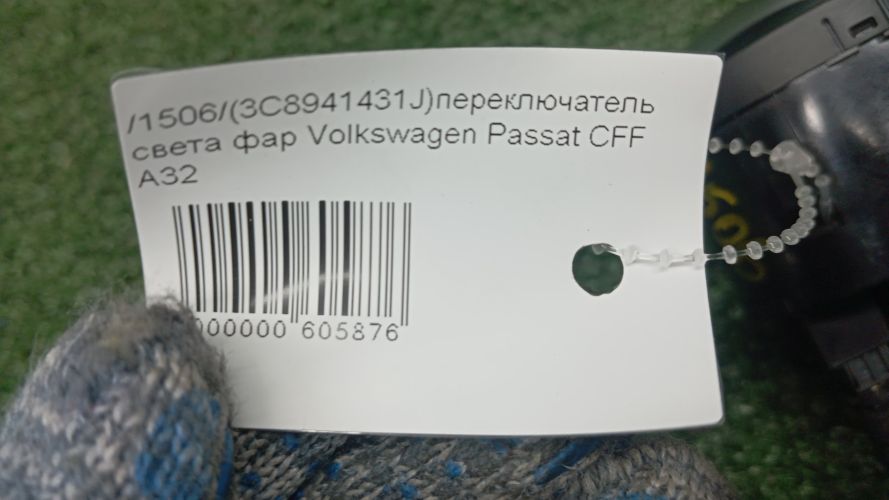 /1506/(3C8941431J)переключатель
света фар Volkswagen Passat CFF
A32
000000 605876